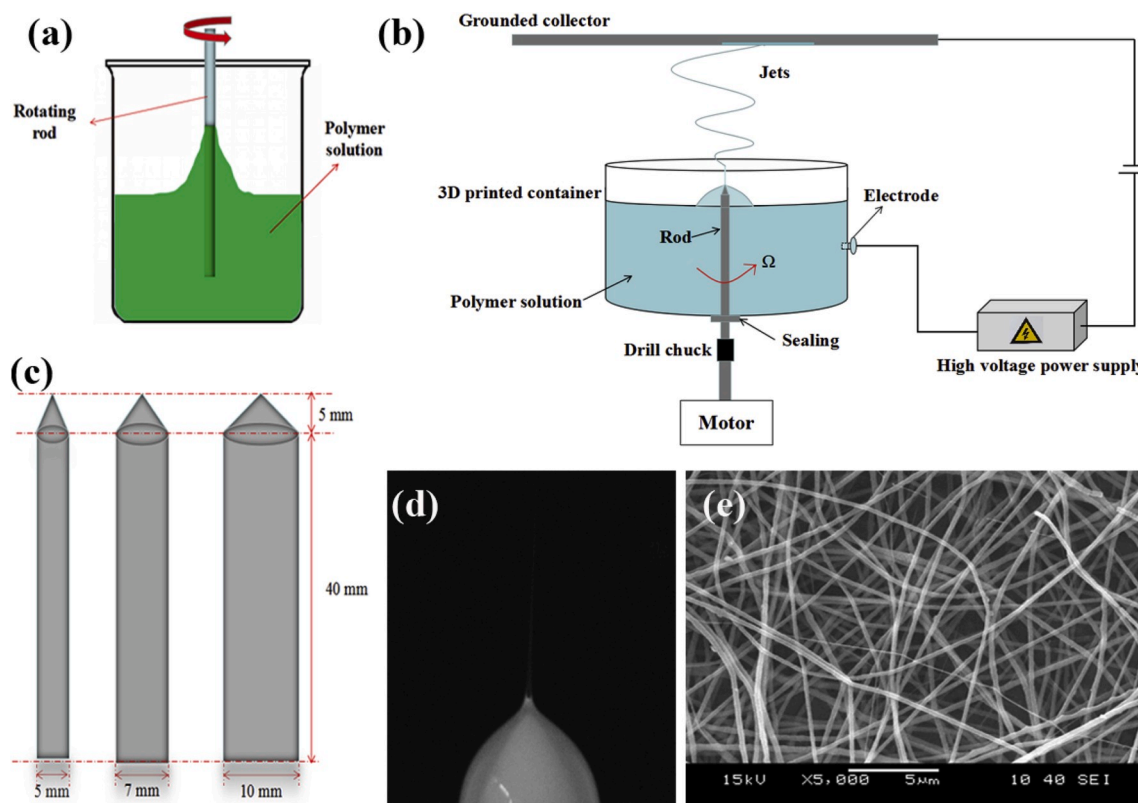 (a)
Rotating
rod
Polymer
solution
(b)
Grounded collector
Jets
3D printed container
Electrode
Rod
Ω
Polymer solution
Sealing
Drill chuck
High voltage power supply
Motor
(c)
5 mm
40 mm
5 mm
7 mm
10 mm
(d)
(e)
15kV X5,000 5μm 10 40 SEI